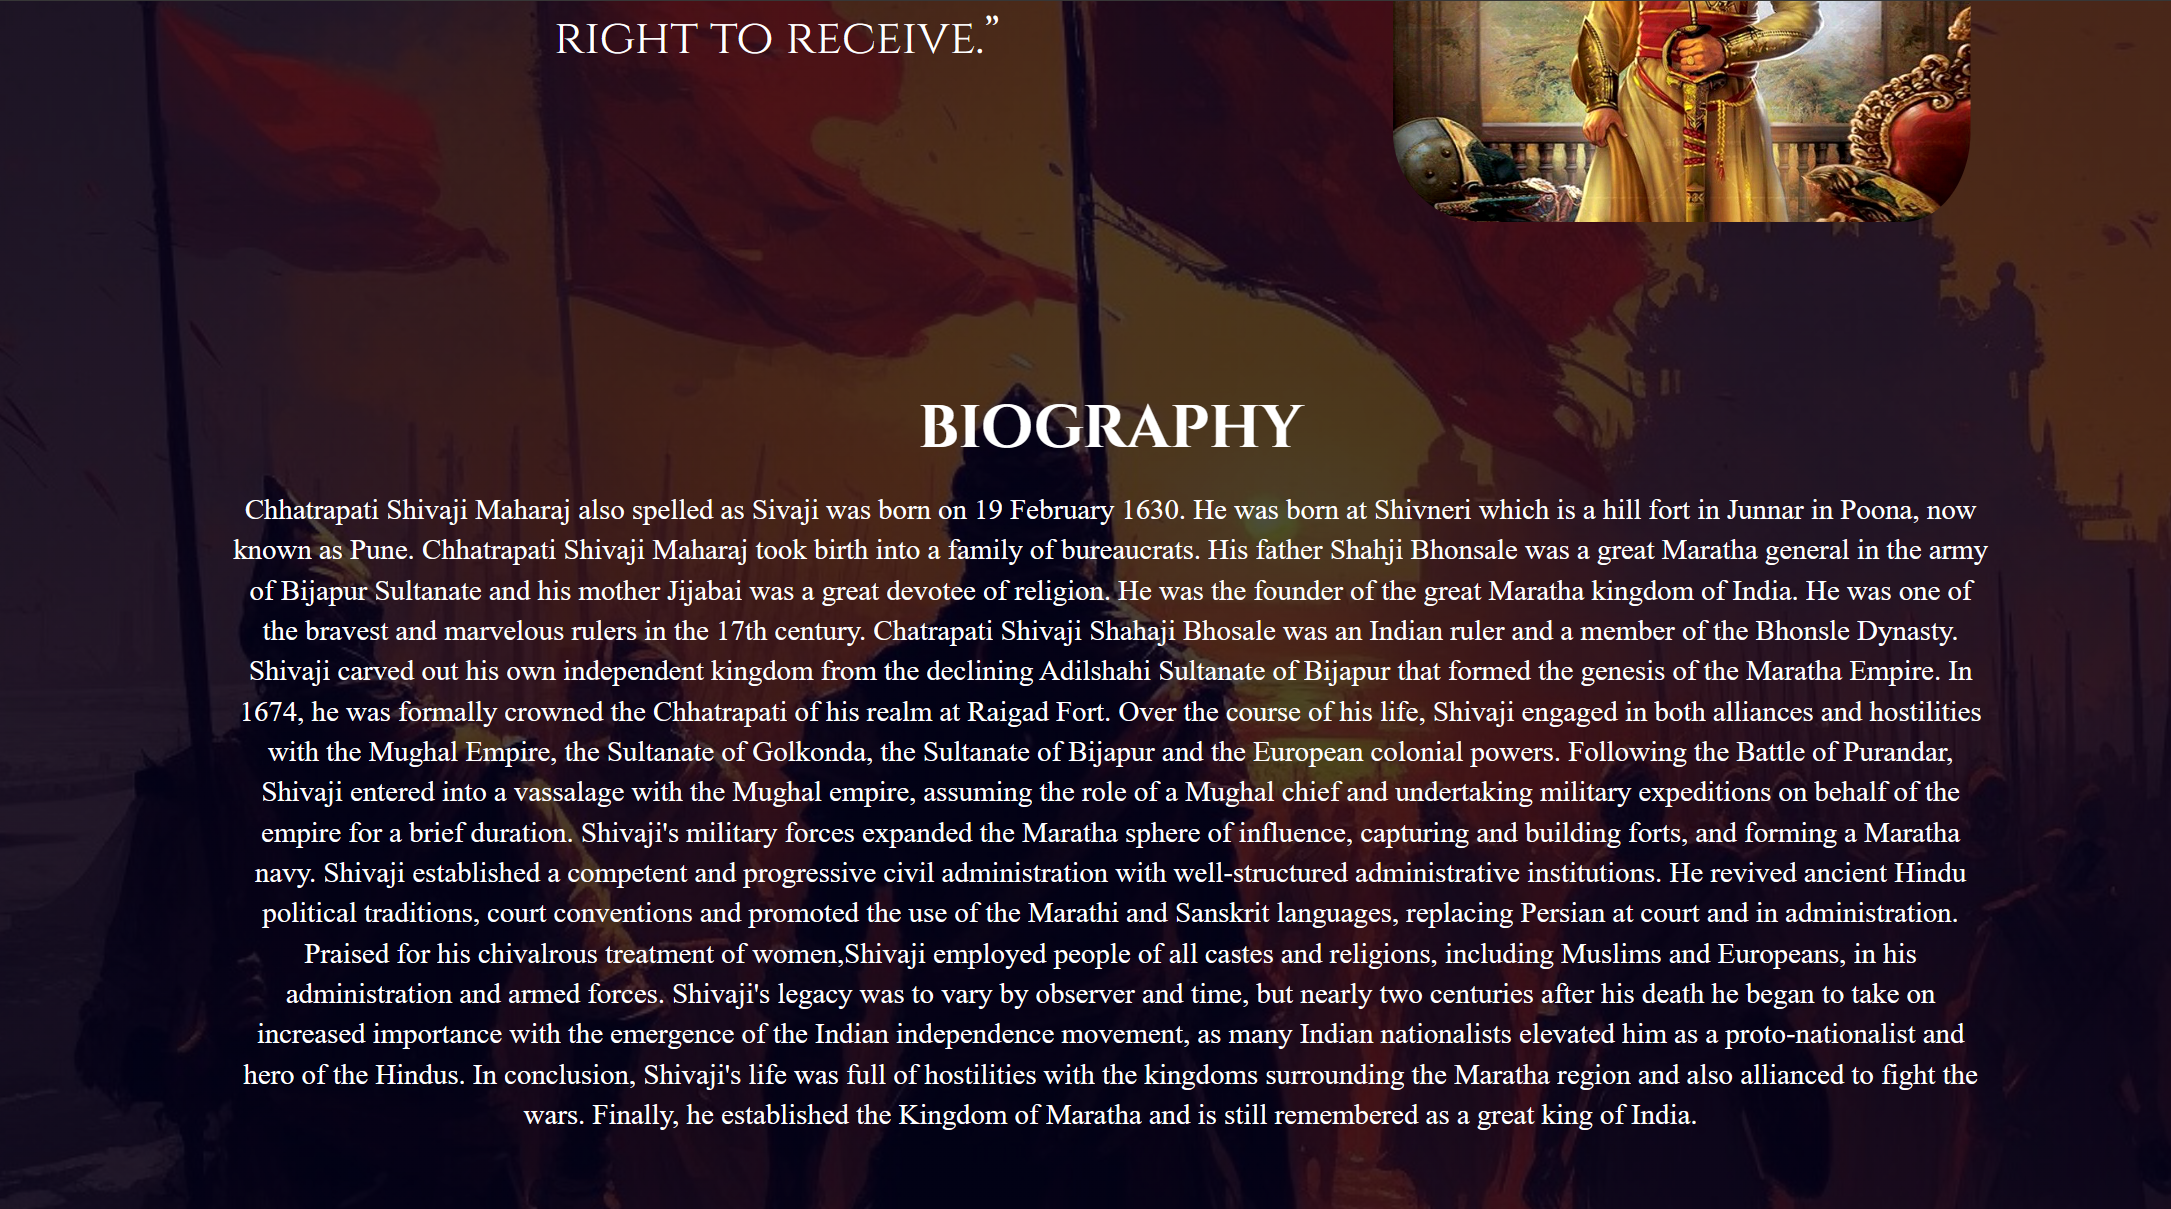 RIGHT TO RECEIVE.”
BIOGRAPHY
Chhatrapati Shivaji Maharaj also spelled as Sivaji was born on 19 February 1630. He was born at Shivneri which is a hill fort in Junnar in Poona, now
known as Pune. Chhatrapati Shivaji Maharaj took birth into a family of bureaucrats. His father Shahji Bhonsale was a great Maratha general in the army
of Bijapur Sultanate and his mother Jijabai was a great devotee of religion. He was the founder of the great Maratha kingdom of India. He was one of
the bravest and marvelous rulers in the 17th century. Chatrapati Shivaji Shahaji Bhosale was an Indian ruler and a member of the Bhonsle Dynasty.
Shivaji carved out his own independent kingdom from the declining Adilshahi Sultanate of Bijapur that formed the genesis of the Maratha Empire. In
1674, he was formally crowned the Chhatrapati of his realm at Raigad Fort. Over the course of his life, Shivaji engaged in both alliances and hostilities
with the Mughal Empire, the Sultanate of Golkonda, the Sultanate of Bijapur and the European colonial powers. Following the Battle of Purandar,
Shivaji entered into a vassalage with the Mughal empire, assuming the role of a Mughal chief and undertaking military expeditions on behalf of the
empire for a brief duration. Shivaji's military forces expanded the Maratha sphere of influence, capturing and building forts, and forming a Maratha
navy. Shivaji established a competent and progressive civil administration with well-structured administrative institutions. He revived ancient Hindu
political traditions, court conventions and promoted the use of the Marathi and Sanskrit languages, replacing Persian at court and in administration.
Praised for his chivalrous treatment of women,Shivaji employed people of all castes and religions, including Muslims and Europeans, in his
administration and armed forces. Shivaji's legacy was to vary by observer and time, but nearly two centuries after his death he began to take on
increased importance with the emergence of the Indian independence movement, as many Indian nationalists elevated him as a proto-nationalist and
hero of the Hindus. In conclusion, Shivaji's life was full of hostilities with the kingdoms surrounding the Maratha region and also allianced to fight the
wars. Finally, he established the Kingdom of Maratha and is still remembered as a great king of India.